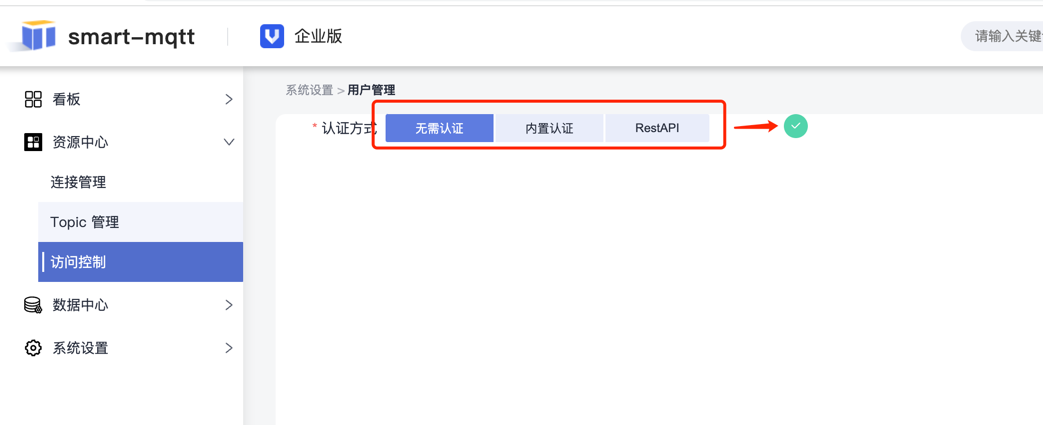 smart-mqtt
企业版
请输入关键
系统设置 > 用户管理
看板
* 认证方式
无需认证
内置认证
RestAPI
资源中心
连接管理
Topic 管理
访问控制
数据中心
系统设置